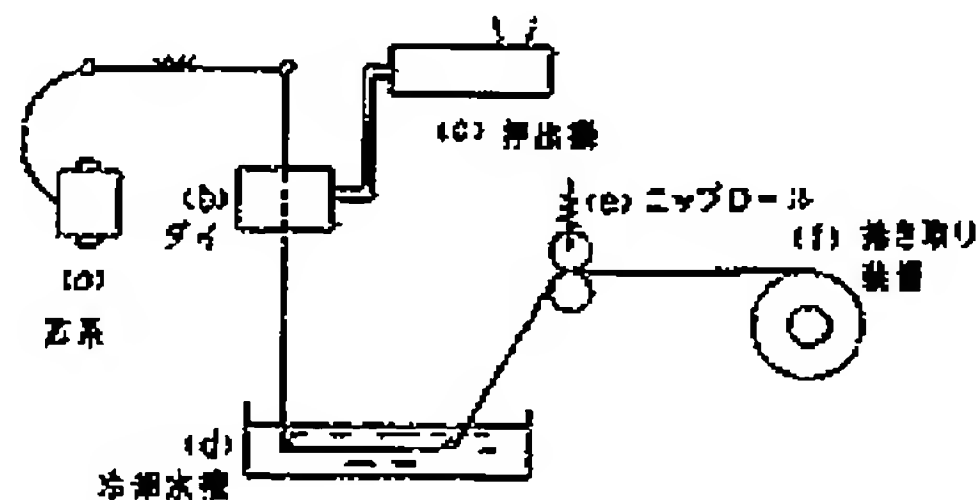 (c) 押出機
(b)
ダイ
(e) ニップロール
(f) 巻き取り
装置
(a)
芯糸
(d)
冷却水槽